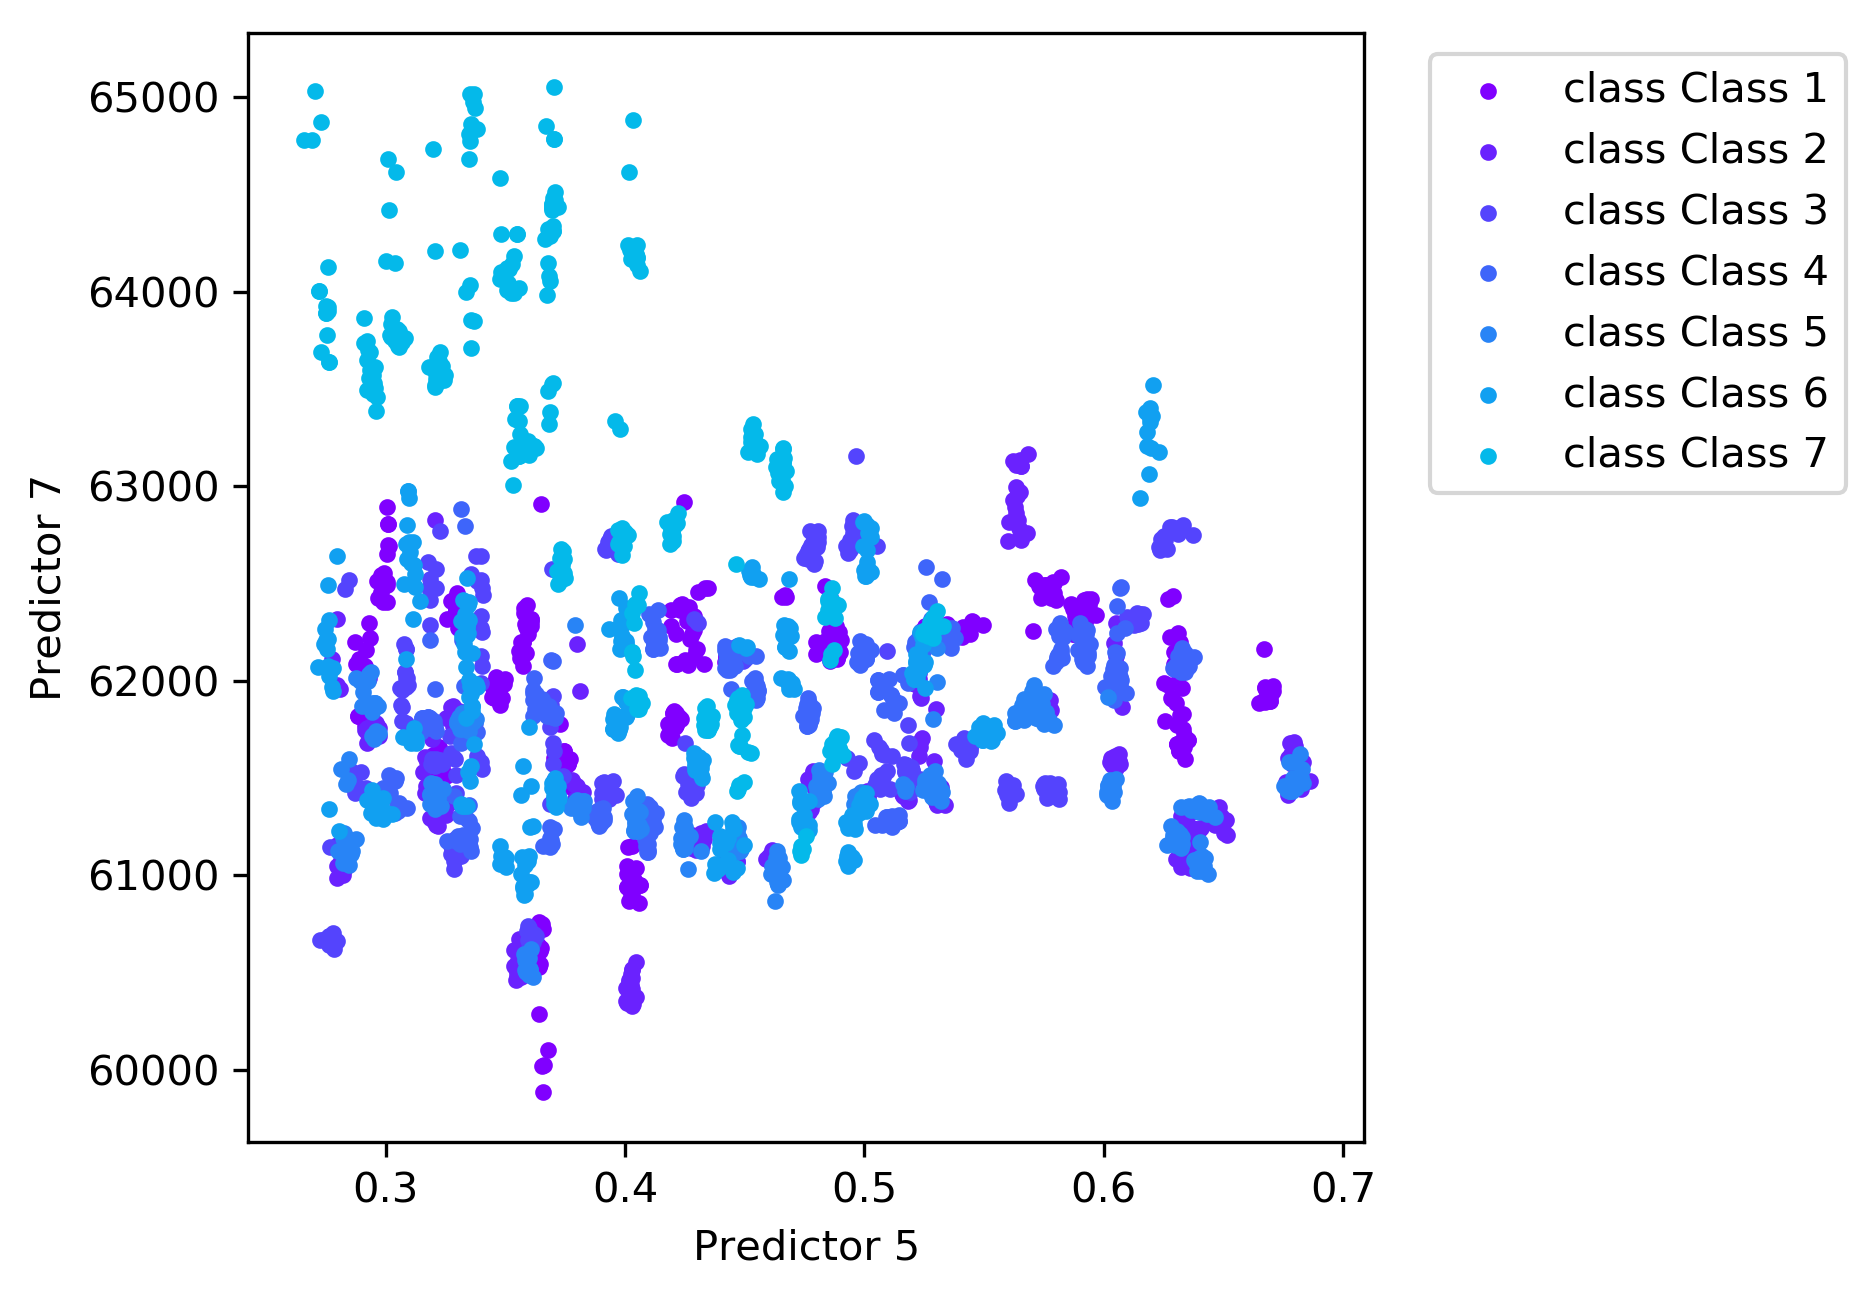 65000
64000
63000
62000
61000
60000
Predictor 7
0.3 0.4 0.5 0.6 0.7
Predictor 5
class Class 1
class Class 2
class Class 3
class Class 4
class Class 5
class Class 6
class Class 7